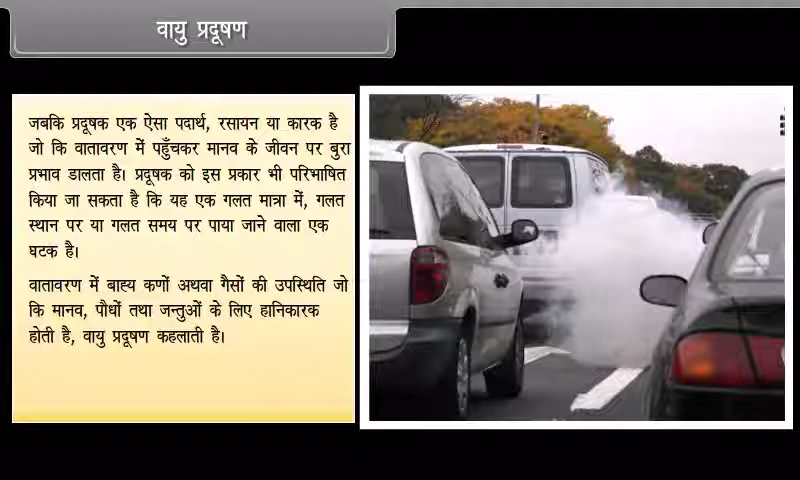 वायु प्रदूषण
जबकि प्रदूषक एक ऐसा पदार्थ, रसायन या कारक है
जो कि वातावरण में पहुँचकर मानव के जीवन पर बुरा
प्रभाव डालता है। प्रदूषक को इस प्रकार भी परिभाषित
किया जा सकता है कि यह एक गलत मात्रा में, गलत
स्थान पर या गलत समय पर पाया जाने वाला एक
घटक है।
वातावरण में बाह्य कणों अथवा गैसों की उपस्थिति जो
कि मानव, पौधों तथा जन्तुओं के लिए हानिकारक
होती है, वायु प्रदूषण कहलाती है।